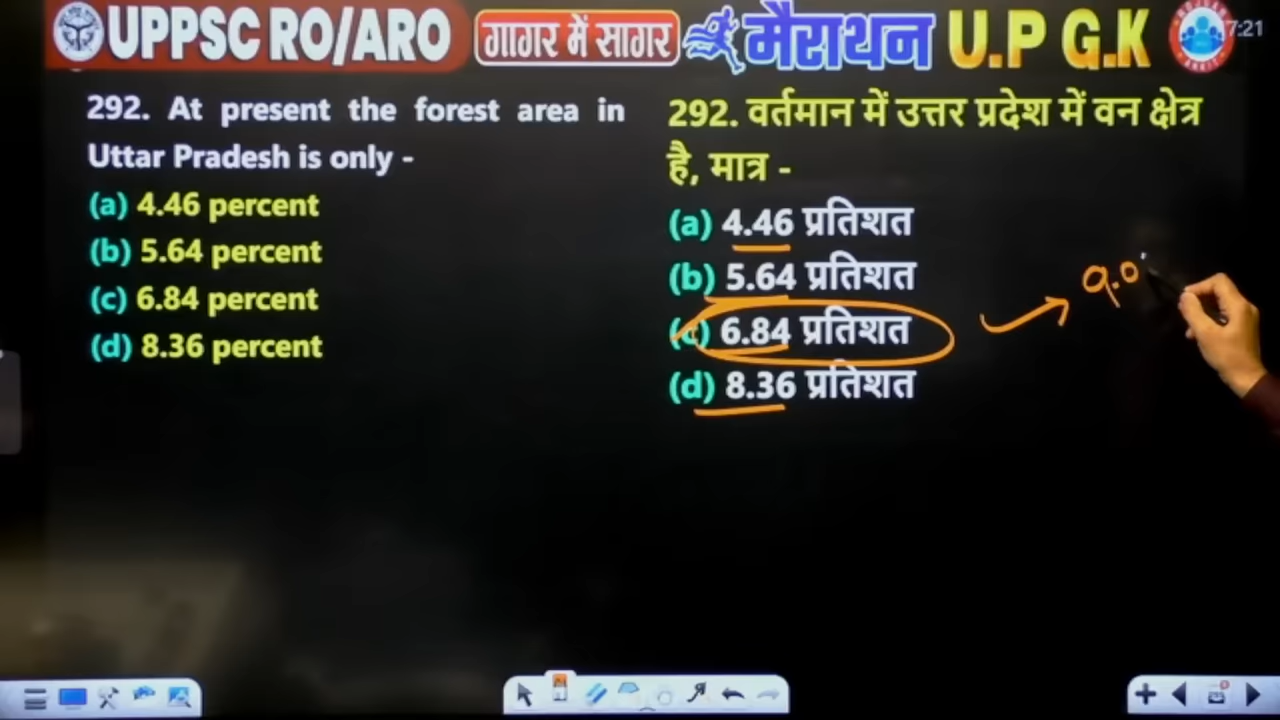 UPPSC RO/ARO गागर में सागर मैराथन U.P G.K
7:21
292. At present the forest area in
Uttar Pradesh is only -
(a) 4.46 percent
(b) 5.64 percent
(c) 6.84 percent
(d) 8.36 percent
292. वर्तमान में उत्तर प्रदेश में वन क्षेत्र
है, मात्र -
(a) 4.46 प्रतिशत
(b) 5.64 प्रतिशत
(c) 6.84 प्रतिशत
(d) 8.36 प्रतिशत
9.0